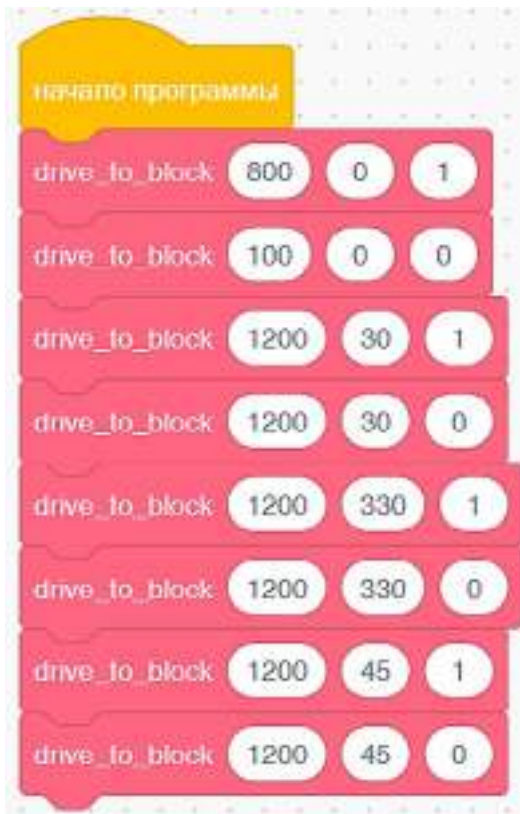 начало программы
drive_to_block 800 0 1
drive_to_block 100 0 0
drive_to_block 1200 30 1
drive_to_block 1200 30 0
drive_to_block 1200 330 1
drive_to_block 1200 330 0
drive_to_block 1200 45 1
drive_to_block 1200 45 0